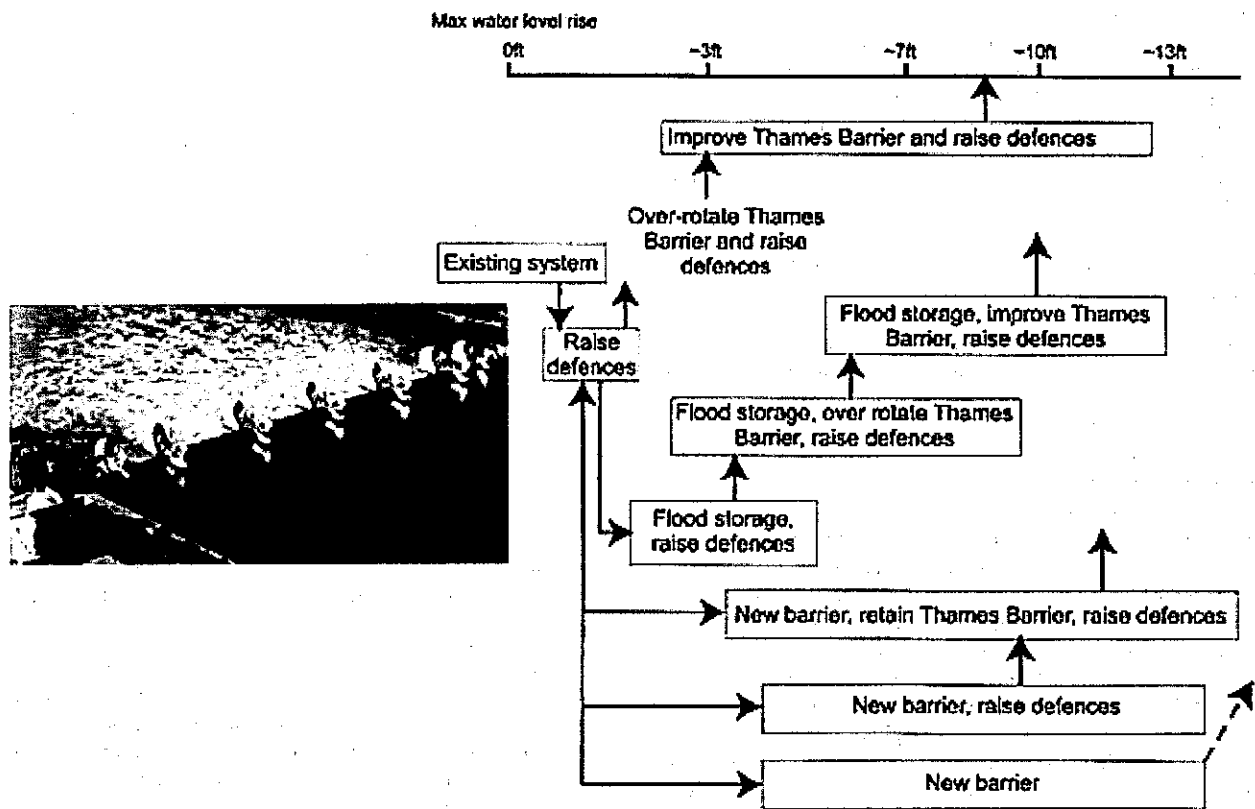 Max water level rise
0ft
~3ft
~7ft
~10ft
~13ft
Improve Thames Barrier and raise defences
Over-rotate Thames
Barrier and raise
defences
Existing system
Raise
defences
Flood storage, improve Thames
Barrier, raise defences
Flood storage, over rotate Thames
Barrier, raise defences
Flood storage,
raise defences
New barrier, retain Thames Barrier, raise defences
New barrier, raise defences
New barrier